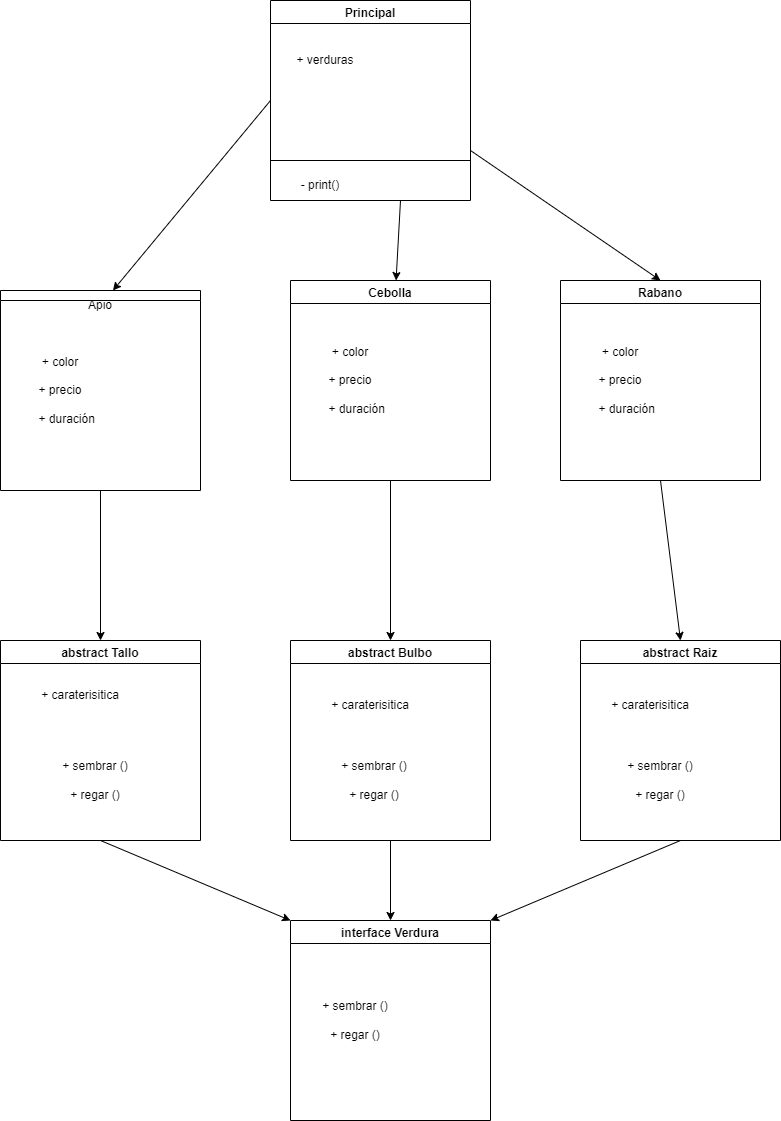 Principal
+ verduras
- print()
Apio
+ color
+ precio
+ duración
Cebolla
+ color
+ precio
+ duración
Rabano
+ color
+ precio
+ duración
abstract Tallo
+ caraterisitica
+ sembrar ()
+ regar ()
abstract Bulbo
+ caraterisitica
+ sembrar ()
+ regar ()
abstract Raiz
+ caraterisitica
+ sembrar ()
+ regar ()
interface Verdura
+ sembrar ()
+ regar ()